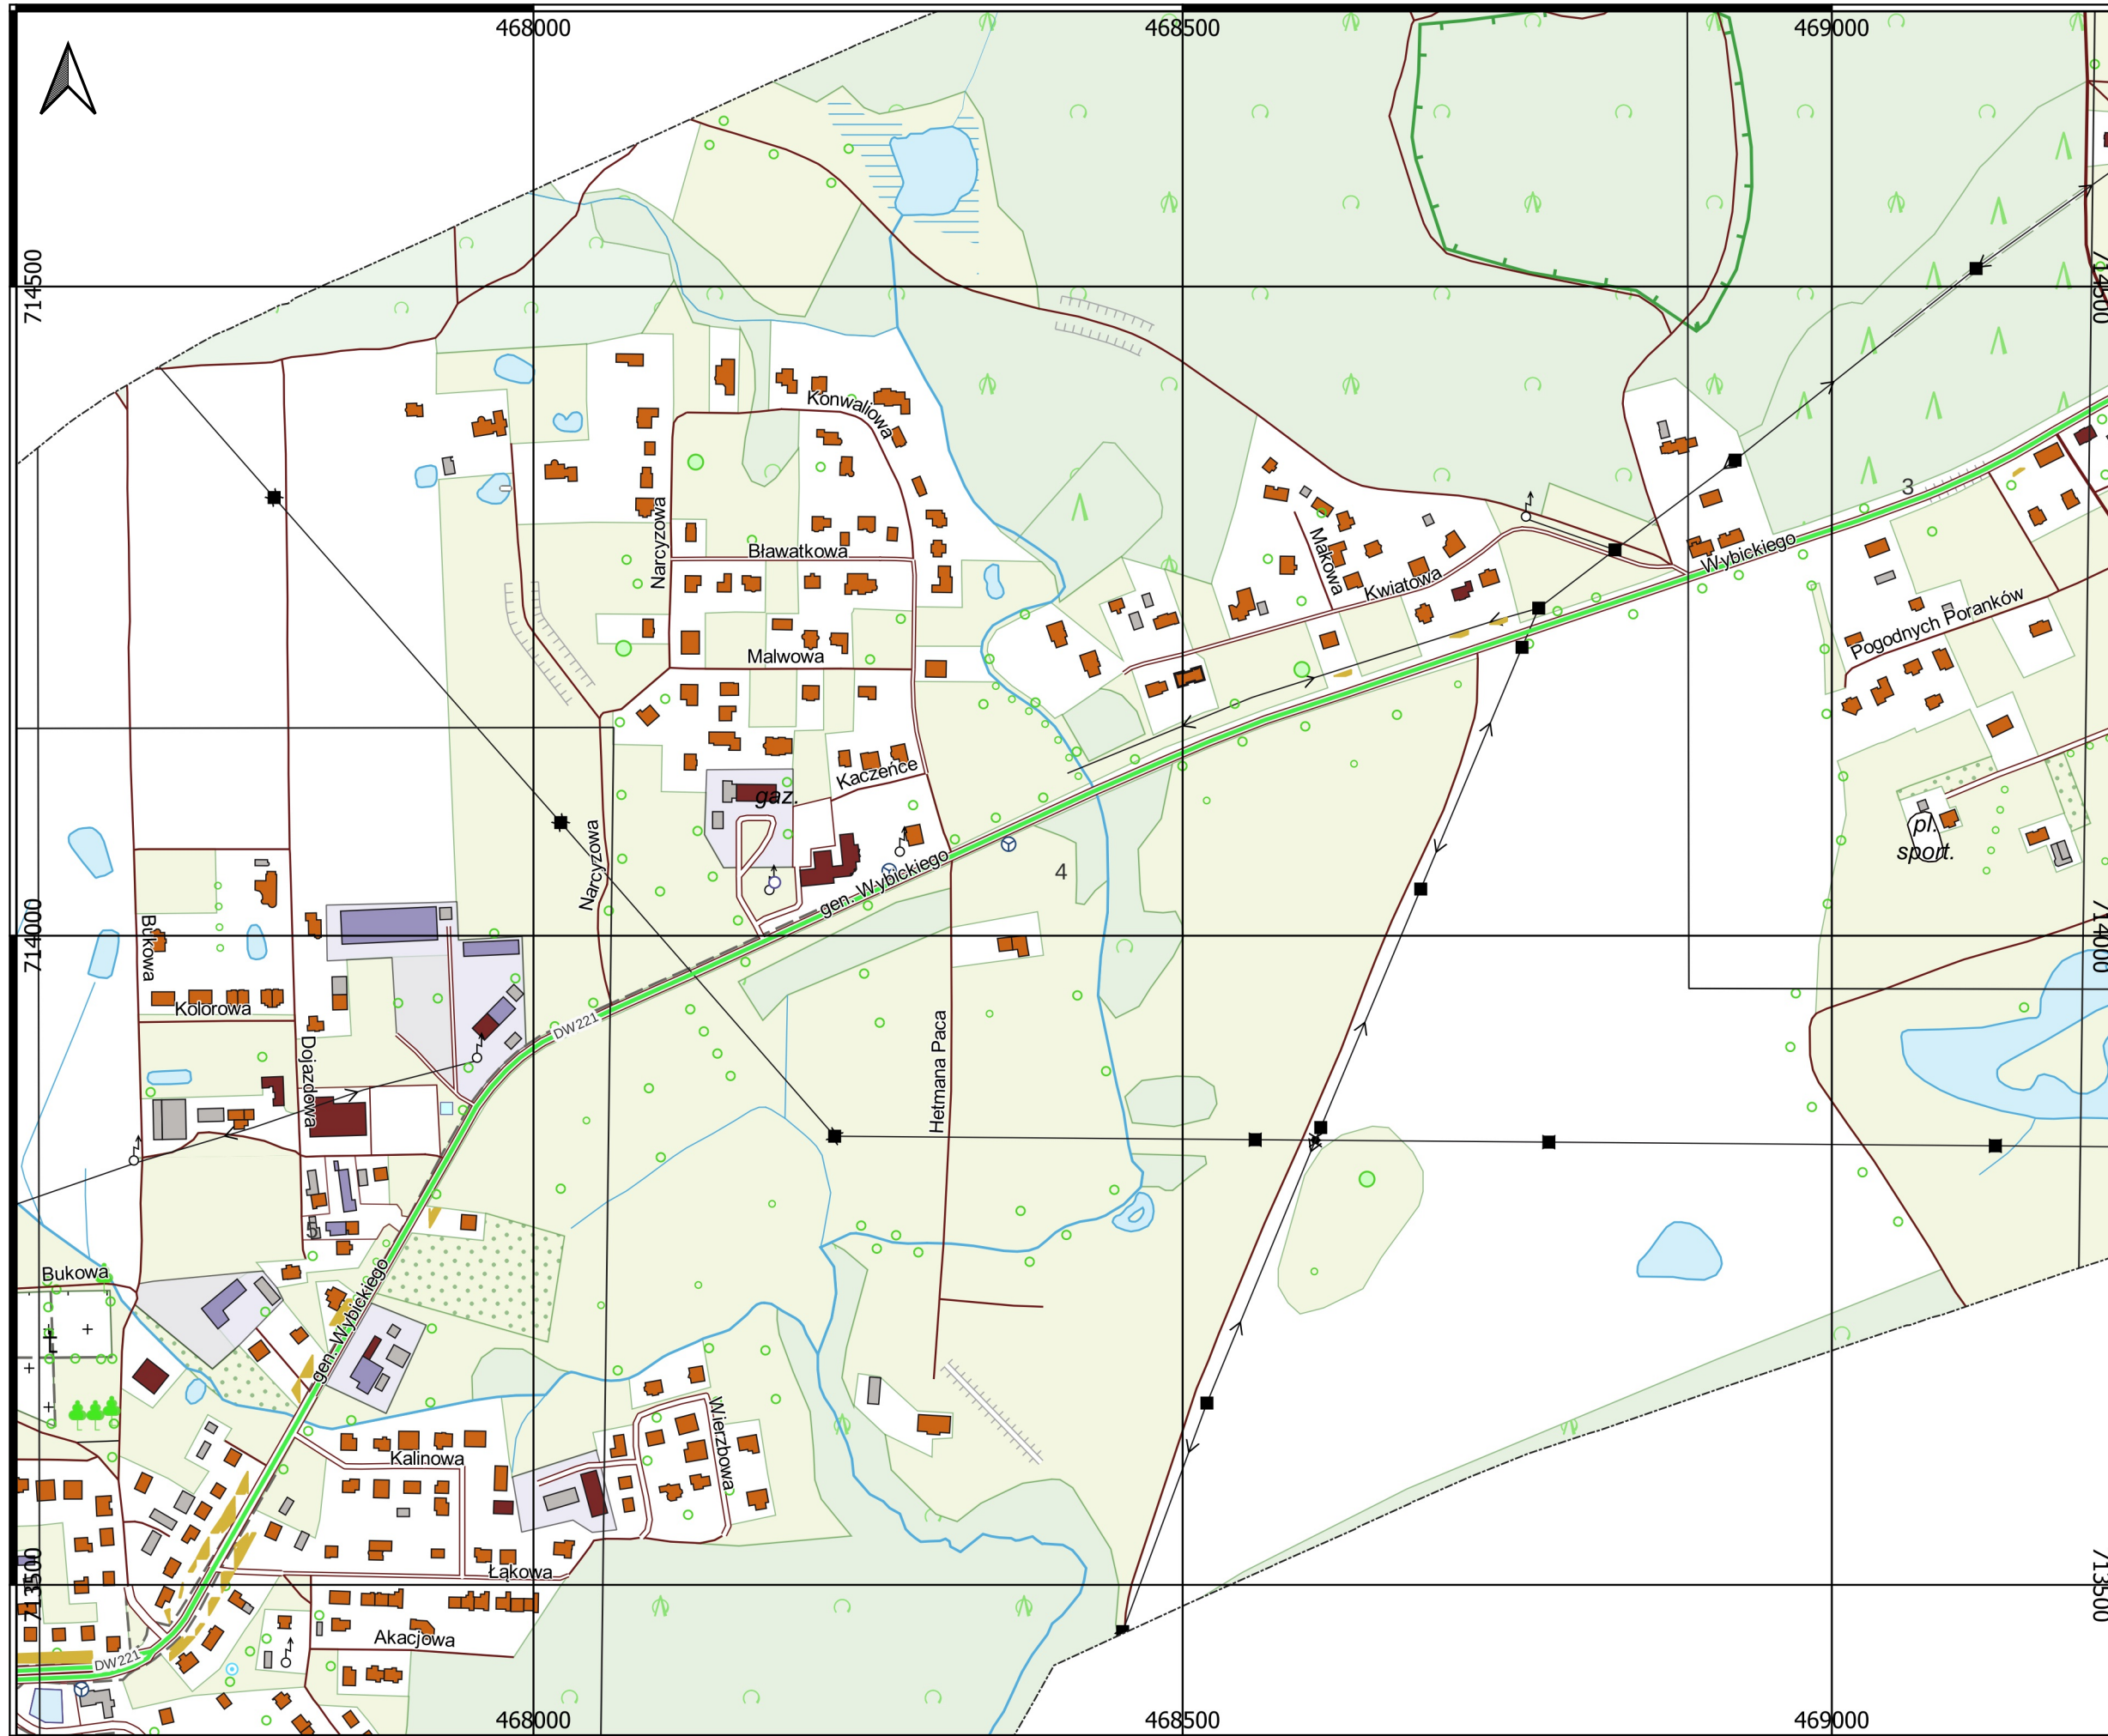 468000
468500
469000
714500
714500
Konwaliowa
Narcyzowa
Bławatkowa
Malwowa
Makowa
Kwiatowa
Wybickiego
3
Pogodnych Poranków
Kaczeńce
gaz.
Narcyzowa
gen. Wybickiego
4
pl.
sport.
Bukowa
714000
714000
Kolorowa
Dojazdowa
DW221
Hetmana Paca
5
Bukowa
gen. Wybickiego
Kalinowa
Wierzbowa
713500
713500
Łąkowa
Akacjowa
DW221
468000
468500
469000